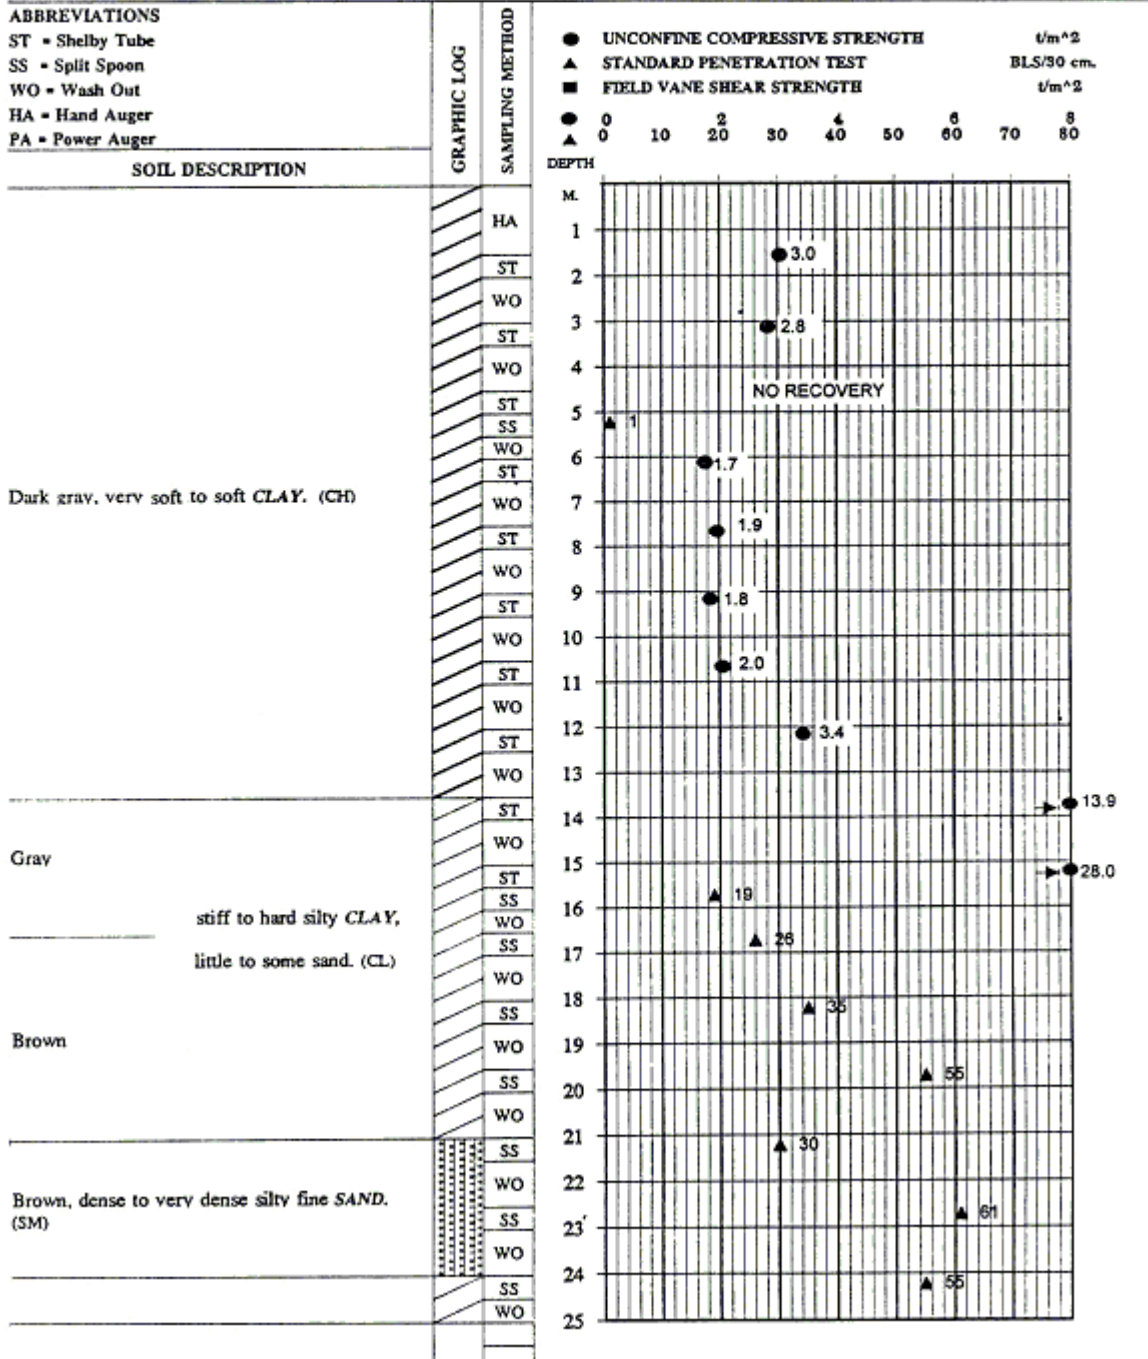 ABBREVIATIONS
ST = Shelby Tube
SS = Split Spoon
WO = Wash Out
HA = Hand Auger
PA = Power Auger
SOIL DESCRIPTION
GRAPHIC LOG
SAMPLING METHOD
UNCONFINE COMPRESSIVE STRENGTH t/m^2
STANDARD PENETRATION TEST BLS/30 cm.
FIELD VANE SHEAR STRENGTH t/m^2
0 2 4 6 8
0 10 20 30 40 50 60 70 80
DEPTH
M.
HA
1
3.0
ST
2
WO
3
2.8
ST
WO
4
NO RECOVERY
ST
5
SS
1
WO
6
1.7
ST
Dark gray, very soft to soft CLAY. (CH)
WO
7
1.9
ST
8
WO
9
1.8
ST
WO
10
2.0
ST
11
WO
12
3.4
ST
WO
13
13.9
ST
14
WO
Gray
15
28.0
ST
SS
19
16
stiff to hard silty CLAY,
WO
SS
26
little to some sand. (CL)
17
WO
18
SS
35
Brown
WO
19
SS
55
20
WO
21
SS
30
WO
22
Brown, dense to very dense silty fine SAND.
(SM)
SS
61
23
WO
24
SS
55
WO
25